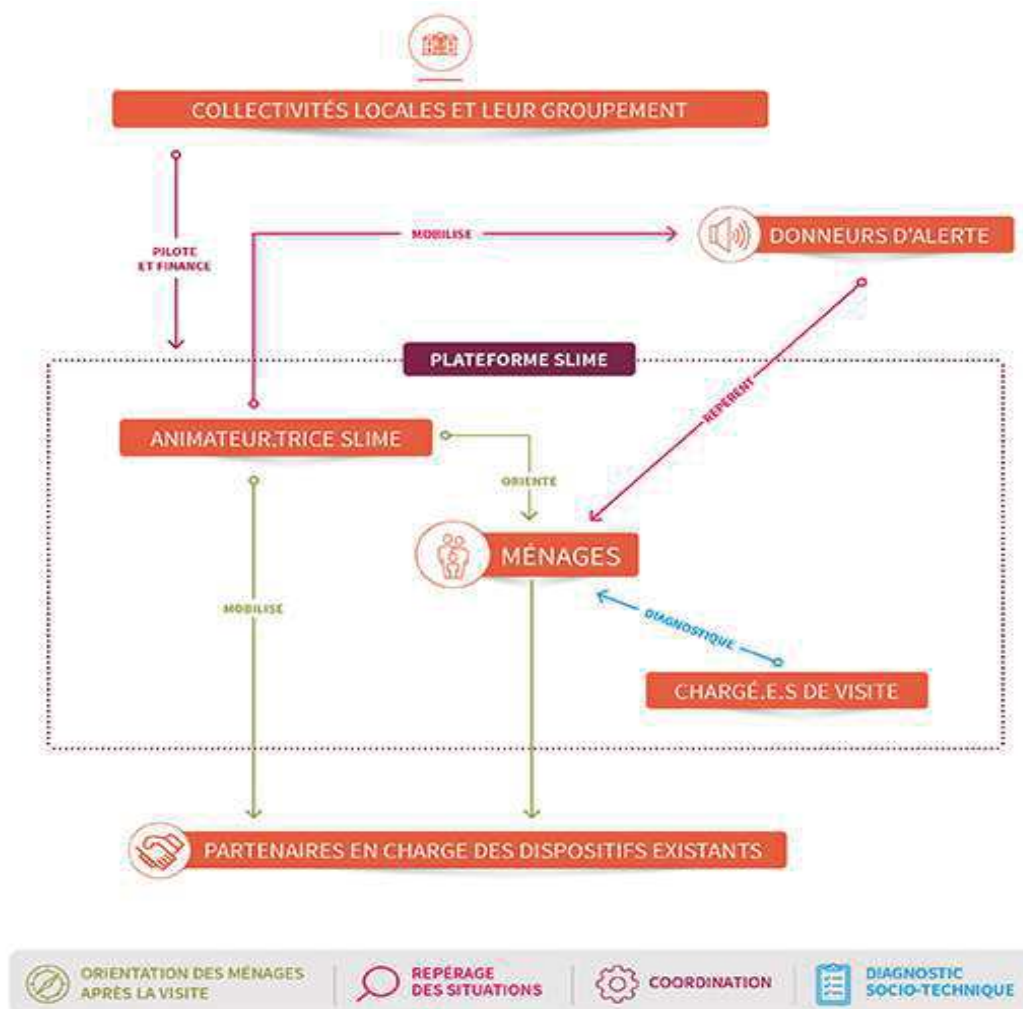 COLLECTIVITÉS LOCALES ET LEUR GROUPEMENT
MOBILISE
DONNEURS D'ALERTE
PILOTE
ET FINANCE
PLATEFORME SLIME
REPÈRENT
ANIMATEUR.TRICE SLIME
ORIENTE
MÉNAGES
MOBILISE
DIAGNOSTIQUE
CHARGÉ.E.S DE VISITE
PARTENAIRES EN CHARGE DES DISPOSITIFS EXISTANTS
ORIENTATION DES MÉNAGES
APRÈS LA VISITE
REPÉRAGE
DES SITUATIONS
COORDINATION
DIAGNOSTIC
SOCIO-TECHNIQUE